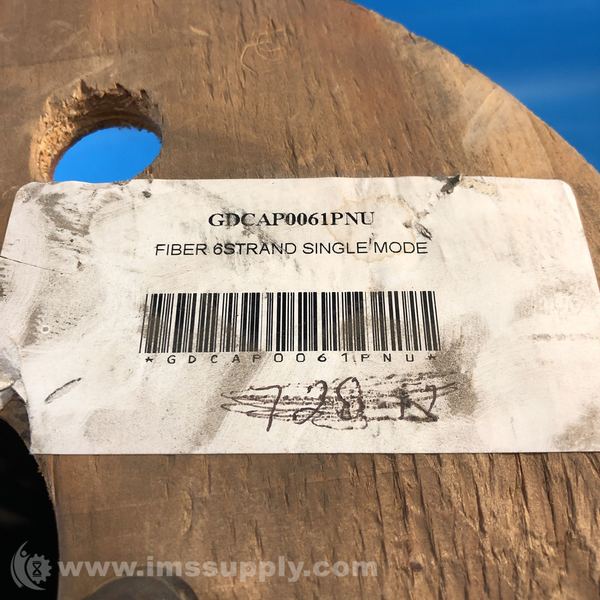 GDCAP0061PNU
FIBER 6STRAND SINGLE MODE
*GDCAP0061PNU*
www.imssupply.com